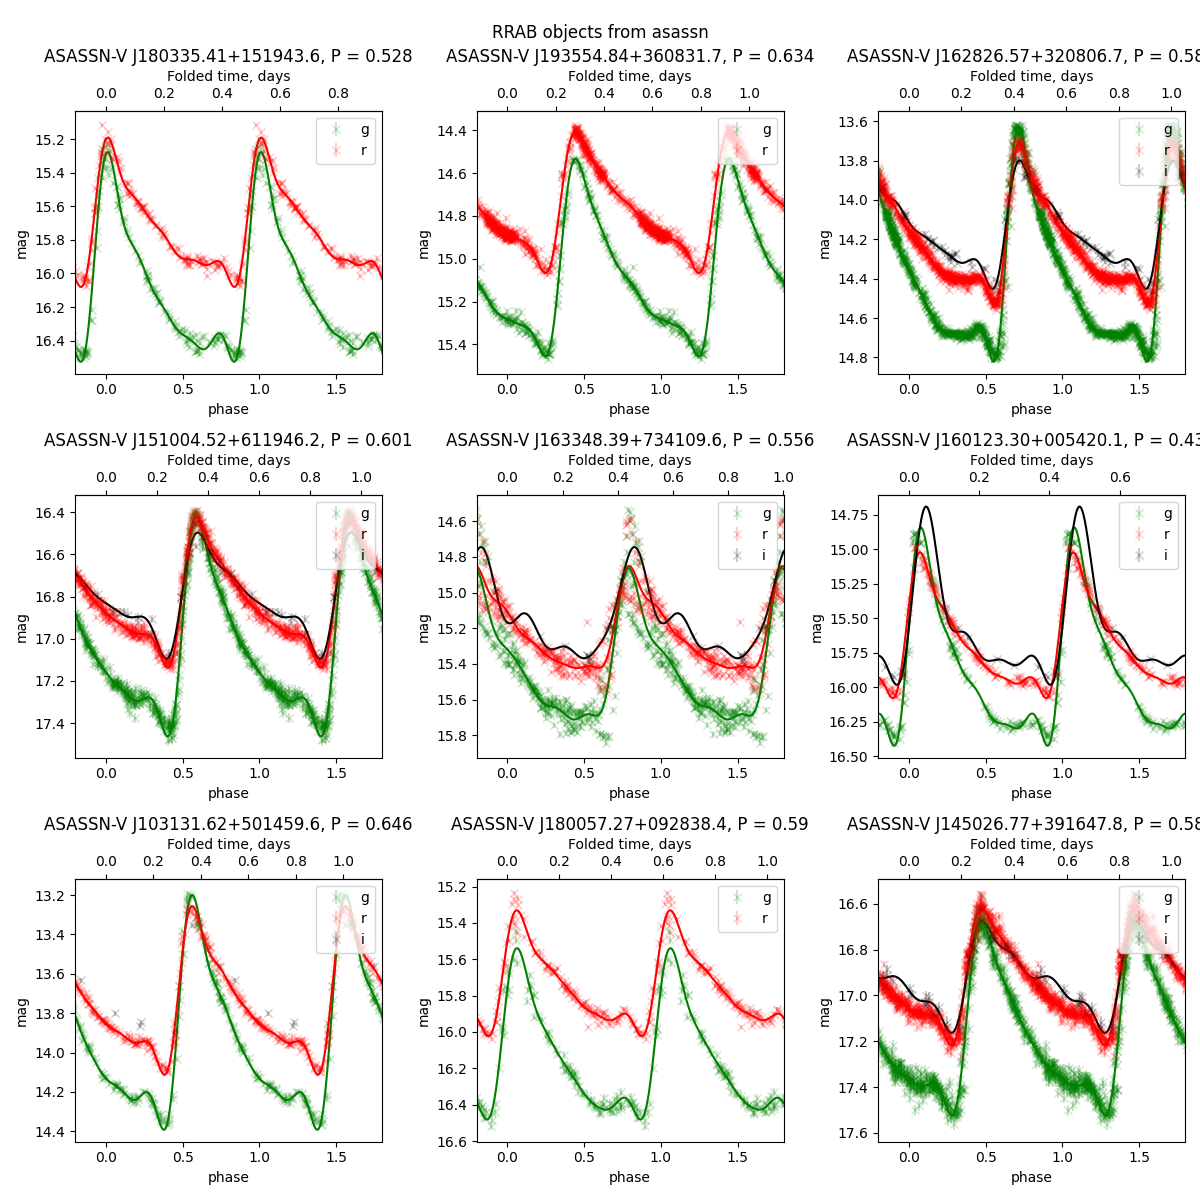 RRAB objects from asassn
ASASSN-V J180335.41+151943.6, P = 0.528
Folded time, days
0.0 0.2 0.4 0.6 0.8
15.2
15.4
15.6
15.8
16.0
16.2
16.4
mag
g
r
0.0 0.5 1.0 1.5
phase
ASASSN-V J193554.84+360831.7, P = 0.634
Folded time, days
0.0 0.2 0.4 0.6 0.8 1.0
14.4
14.6
14.8
15.0
15.2
15.4
mag
g
r
0.0 0.5 1.0 1.5
phase
ASASSN-V J162826.57+320806.7, P = 0.58
Folded time, days
0.0 0.2 0.4 0.6 0.8 1.0
13.6
13.8
14.0
14.2
14.4
14.6
14.8
mag
g
r
i
0.0 0.5 1.0 1.5
phase
ASASSN-V J151004.52+611946.2, P = 0.601
Folded time, days
0.0 0.2 0.4 0.6 0.8 1.0
16.4
16.6
16.8
17.0
17.2
17.4
mag
g
r
i
0.0 0.5 1.0 1.5
phase
ASASSN-V J163348.39+734109.6, P = 0.556
Folded time, days
0.0 0.2 0.4 0.6 0.8 1.0
14.6
14.8
15.0
15.2
15.4
15.6
15.8
mag
g
r
i
0.0 0.5 1.0 1.5
phase
ASASSN-V J160123.30+005420.1, P = 0.43
Folded time, days
0.0 0.2 0.4 0.6
14.75
15.00
15.25
15.50
15.75
16.00
16.25
16.50
mag
g
r
i
0.0 0.5 1.0 1.5
phase
ASASSN-V J103131.62+501459.6, P = 0.646
Folded time, days
0.0 0.2 0.4 0.6 0.8 1.0
13.2
13.4
13.6
13.8
14.0
14.2
14.4
mag
g
r
i
0.0 0.5 1.0 1.5
phase
ASASSN-V J180057.27+092838.4, P = 0.59
Folded time, days
0.0 0.2 0.4 0.6 0.8 1.0
15.2
15.4
15.6
15.8
16.0
16.2
16.4
16.6
mag
g
r
0.0 0.5 1.0 1.5
phase
ASASSN-V J145026.77+391647.8, P = 0.58
Folded time, days
0.0 0.2 0.4 0.6 0.8 1.0
16.6
16.8
17.0
17.2
17.4
17.6
mag
g
r
i
0.0 0.5 1.0 1.5
phase